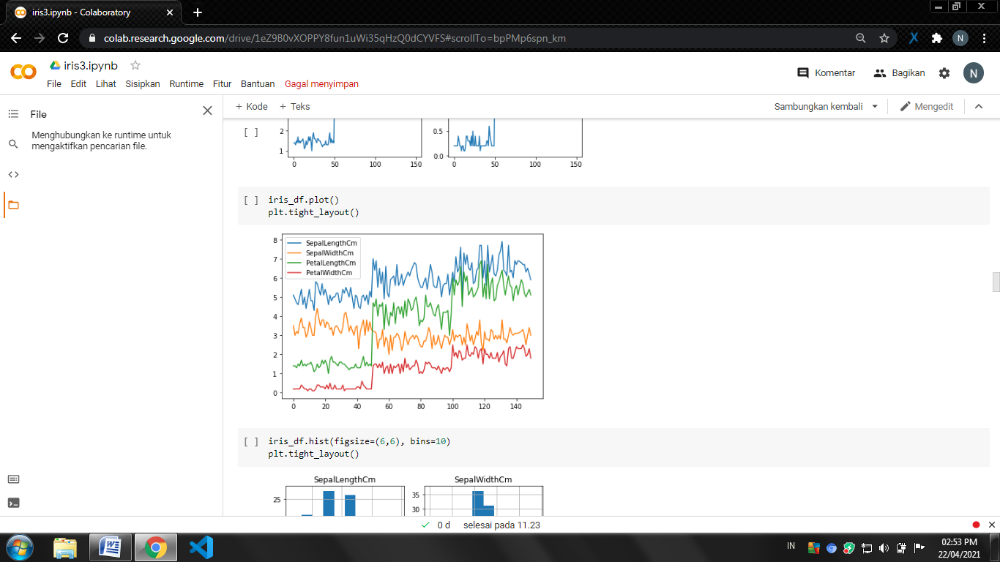 iris3.ipynb - Colaboratory
colab.research.google.com/drive/1eZ9B0vXOPPY8fun1uWi35qHzQ0dCYVFS#scrollTo=bpPMp6spn_km
N
iris3.ipynb
File Edit Lihat Sisipkan Runtime Fitur Bantuan Gagal menyimpan
Komentar
Bagikan
N
File
Menghubungkan ke runtime untuk
mengaktifkan pencarian file.
+ Kode + Teks
Sambungkan kembali
Mengedit
[ ]
2
1
0 50 100 150
0.5
0.0
0 50 100 150
[ ] iris_df.plot()
plt.tight_layout()
SepalLengthCm
SepalWidthCm
PetalLengthCm
PetalWidthCm
8
7
6
5
4
3
2
1
0
0 20 40 60 80 100 120 140
[ ] iris_df.hist(figsize=(6,6), bins=10)
plt.tight_layout()
SepalLengthCm
25
SepalWidthCm
35
30
0 d selesai pada 11.23
IN
02:53 PM
22/04/2021